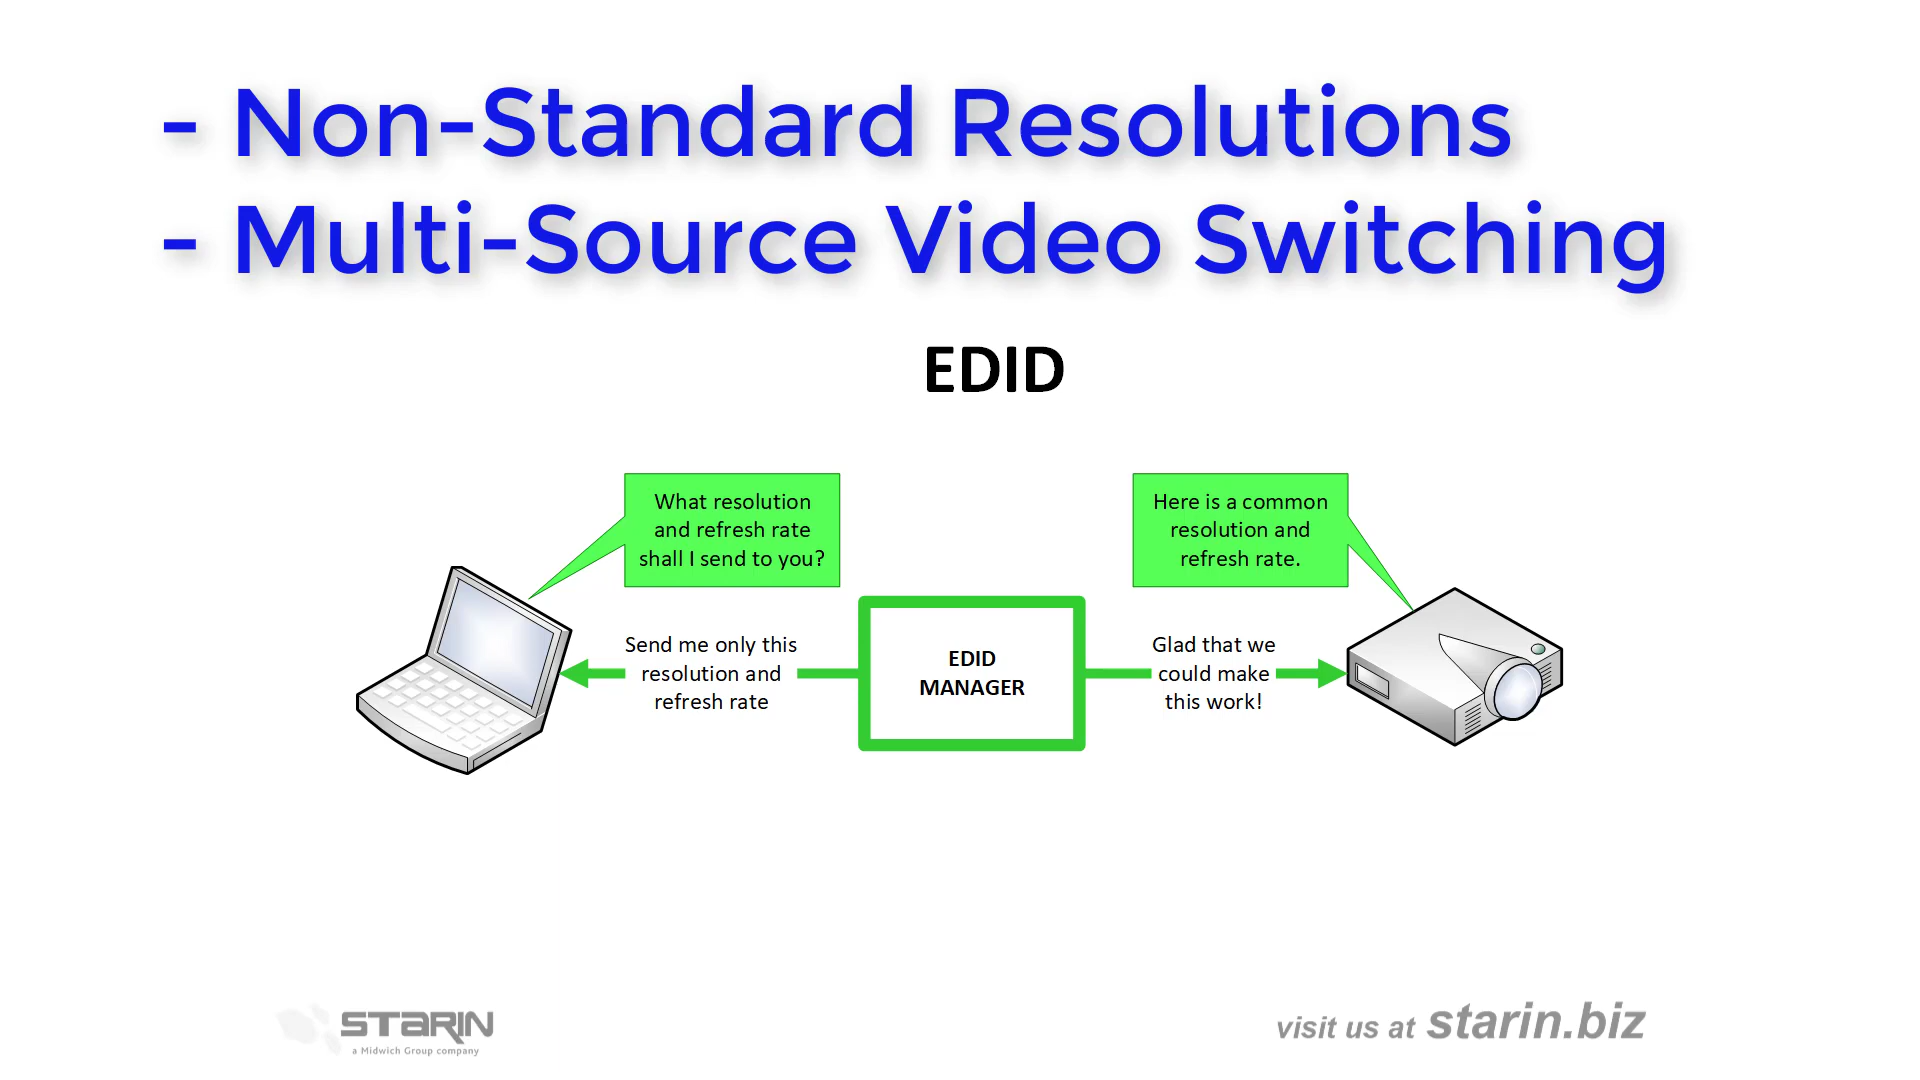 - Non-Standard Resolutions
- Multi-Source Video Switching
EDID
What resolution
and refresh rate
shall I send to you?
Here is a common
resolution and
refresh rate.
Send me only this
resolution and
refresh rate
EDID
MANAGER
Glad that we
could make
this work!
STARIN
a Midwich Group company
visit us at starin.biz